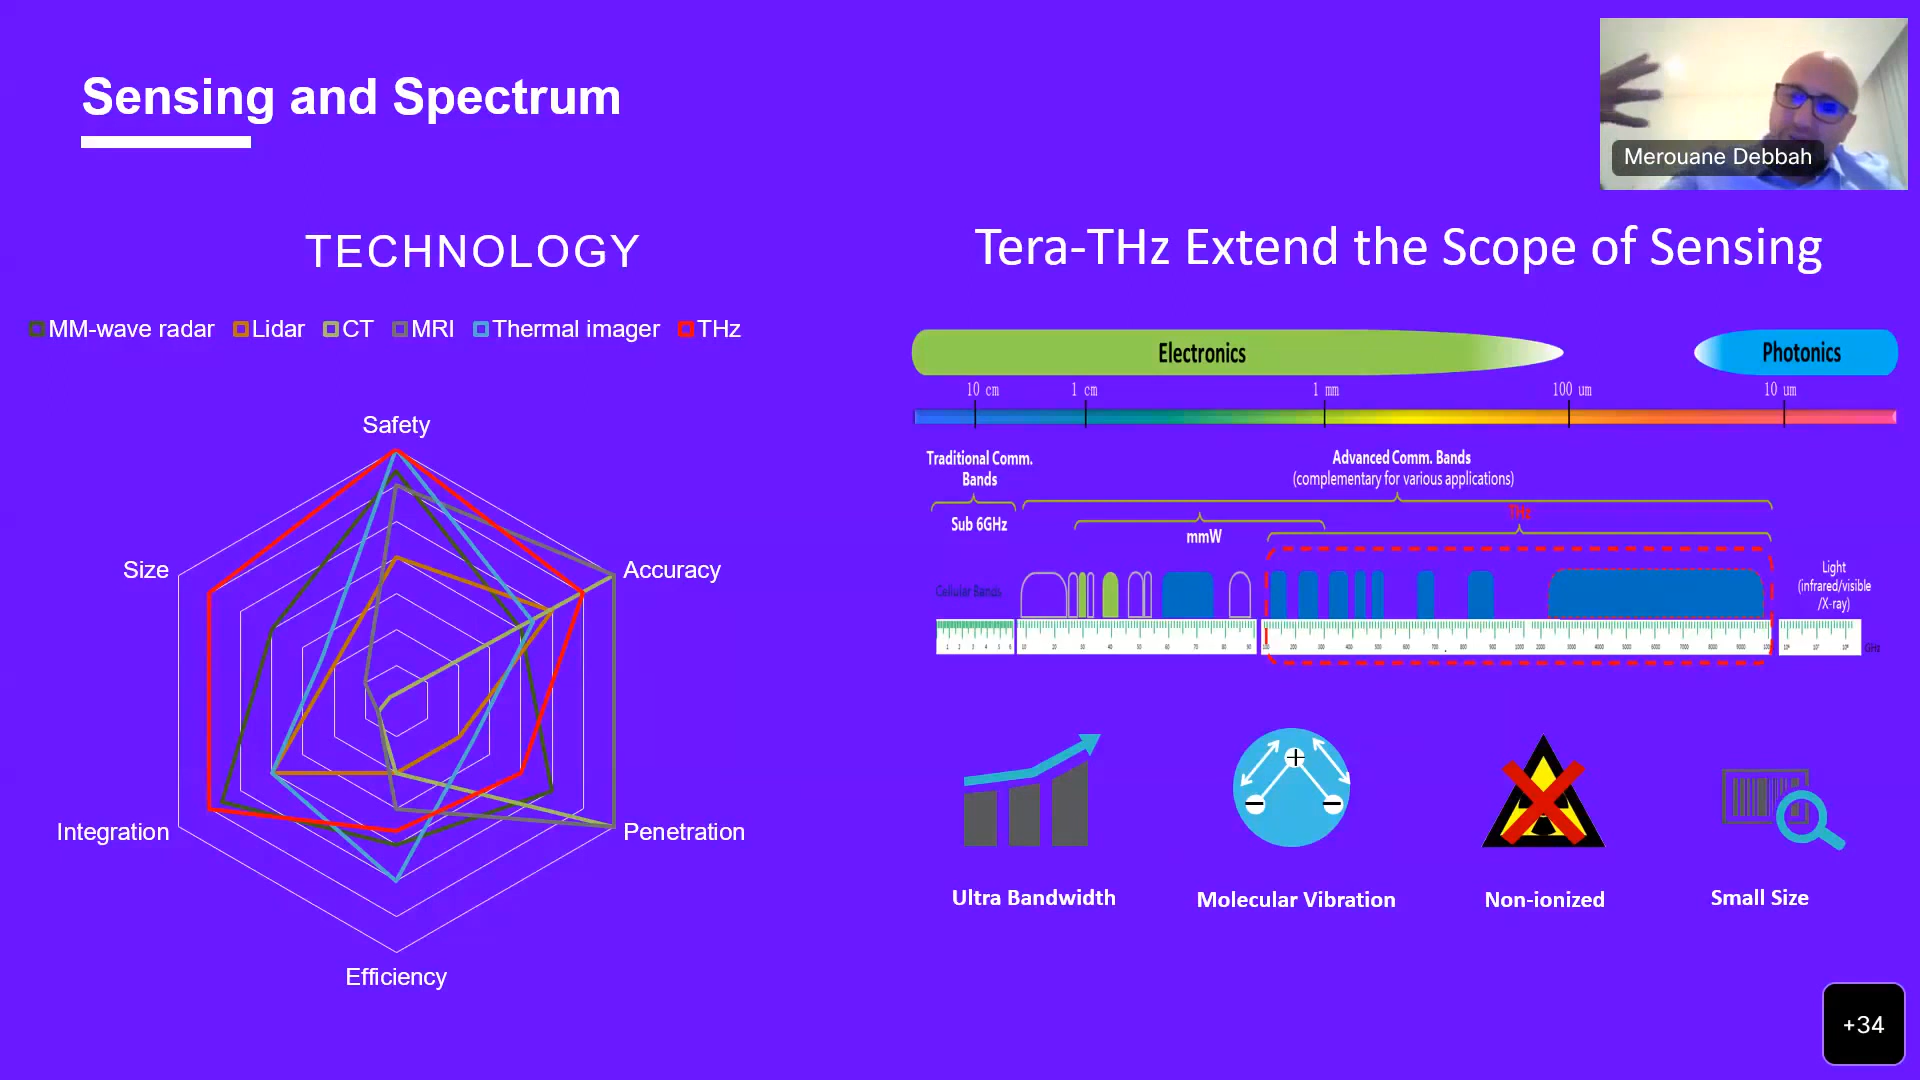 Sensing and Spectrum
Merouane Debbah
TECHNOLOGY
MM-wave radar Lidar CT MRI Thermal imager THz
Safety
Size
Accuracy
Integration
Penetration
Efficiency
Tera-THz Extend the Scope of Sensing
Electronics
Photonics
10 cm 1 cm 1 mm 100 um 10 um
Traditional Comm.
Bands
Advanced Comm. Bands
(complementary for various applications)
Sub 6GHz
mmW
THz
Cellular Bands
Light
(infrared/visible
/X-ray)
GHz
Ultra Bandwidth
Molecular Vibration
Non-ionized
Small Size
+34